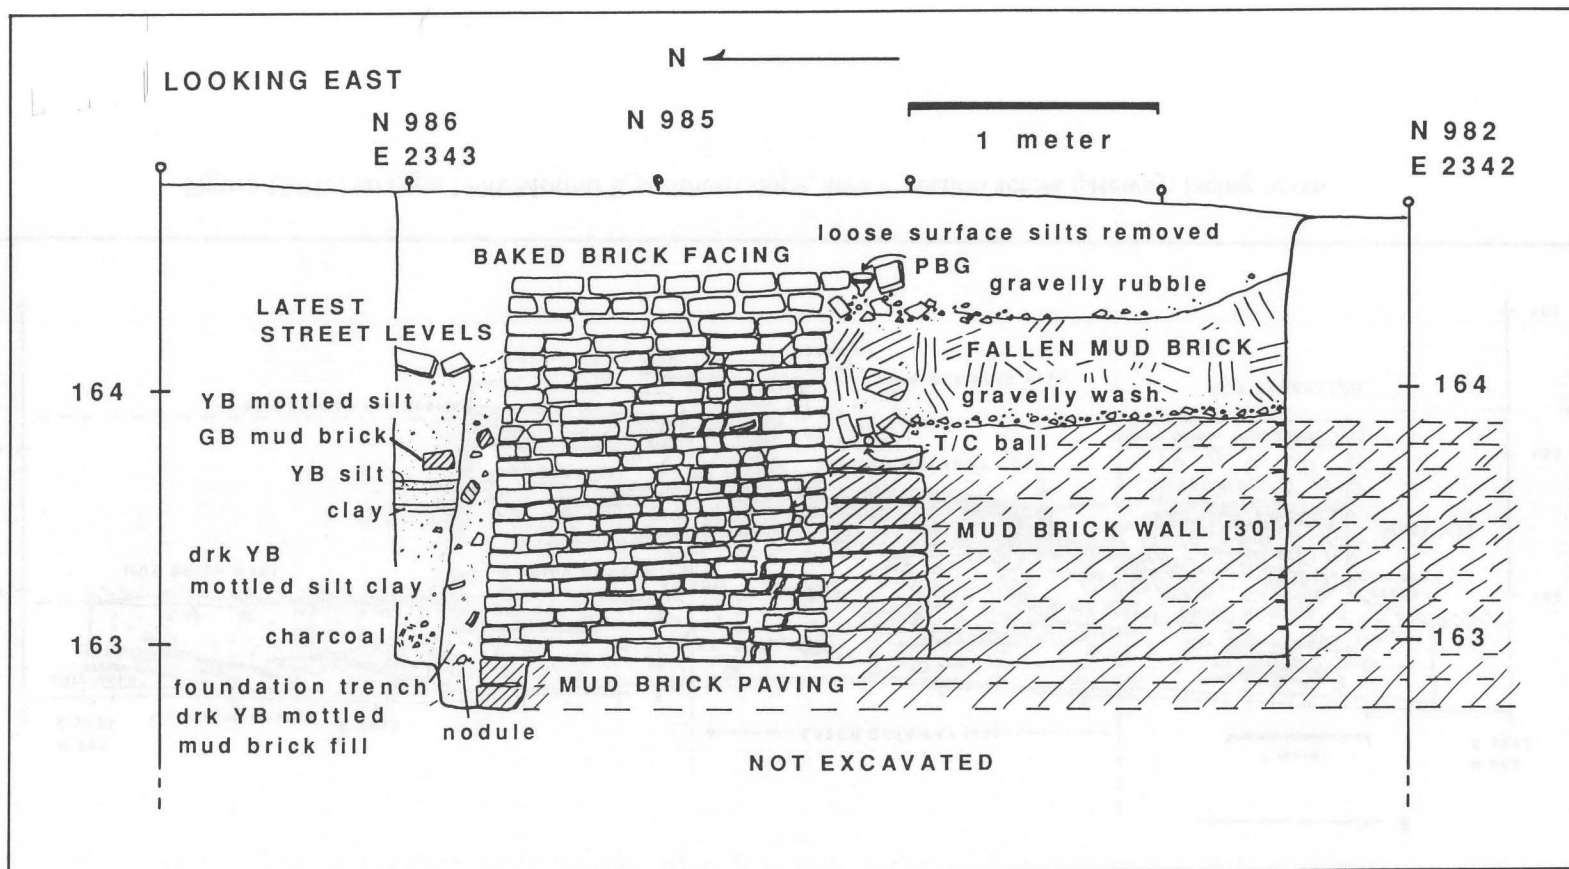 N
LOOKING EAST
N 986
E 2343
N 985
1 meter
N 982
E 2342
loose surface silts removed
BAKED BRICK FACING
PBG
gravelly rubble
LATEST
STREET LEVELS
FALLEN MUD BRICK
164
164
YB mottled silt
gravelly wash
GB mud brick
T/C ball
YB silt
clay
MUD BRICK WALL [30]
drk YB
mottled silt clay
charcoal
163
163
foundation trench
MUD BRICK PAVING
drk YB mottled
mud brick fill
nodule
NOT EXCAVATED